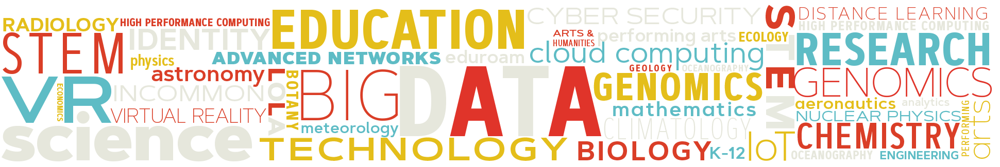 RADIOLOGY
HIGH PERFORMANCE COMPUTING
EDUCATION
CYBER SECURITY
STEM
DISTANCE LEARNING
HIGH PERFORMANCE COMPUTING
STEM
IDENTITY
ARTS &
HUMANITIES
performing arts
ECOLOGY
RESEARCH
physics
ADVANCED NETWORKS
eduroam
cloud computing
astronomy
LOLA
BOTANY
BIG DATA
GEOLOGY
OCEANOGRAPHY
GENOMICS
GENOMICS
VR
ECONOMICS
INCOMMON
VIRTUAL REALITY
mathematics
aeronautics
analytics
NUCLEAR PHYSICS
PERFORMING
arts
science
meteorology
CLIMATOLOGY
CHEMISTRY
TECHNOLOGY
BIOLOGY
K-12
IoT
OCEANOGRAPHY
ENGINEERING